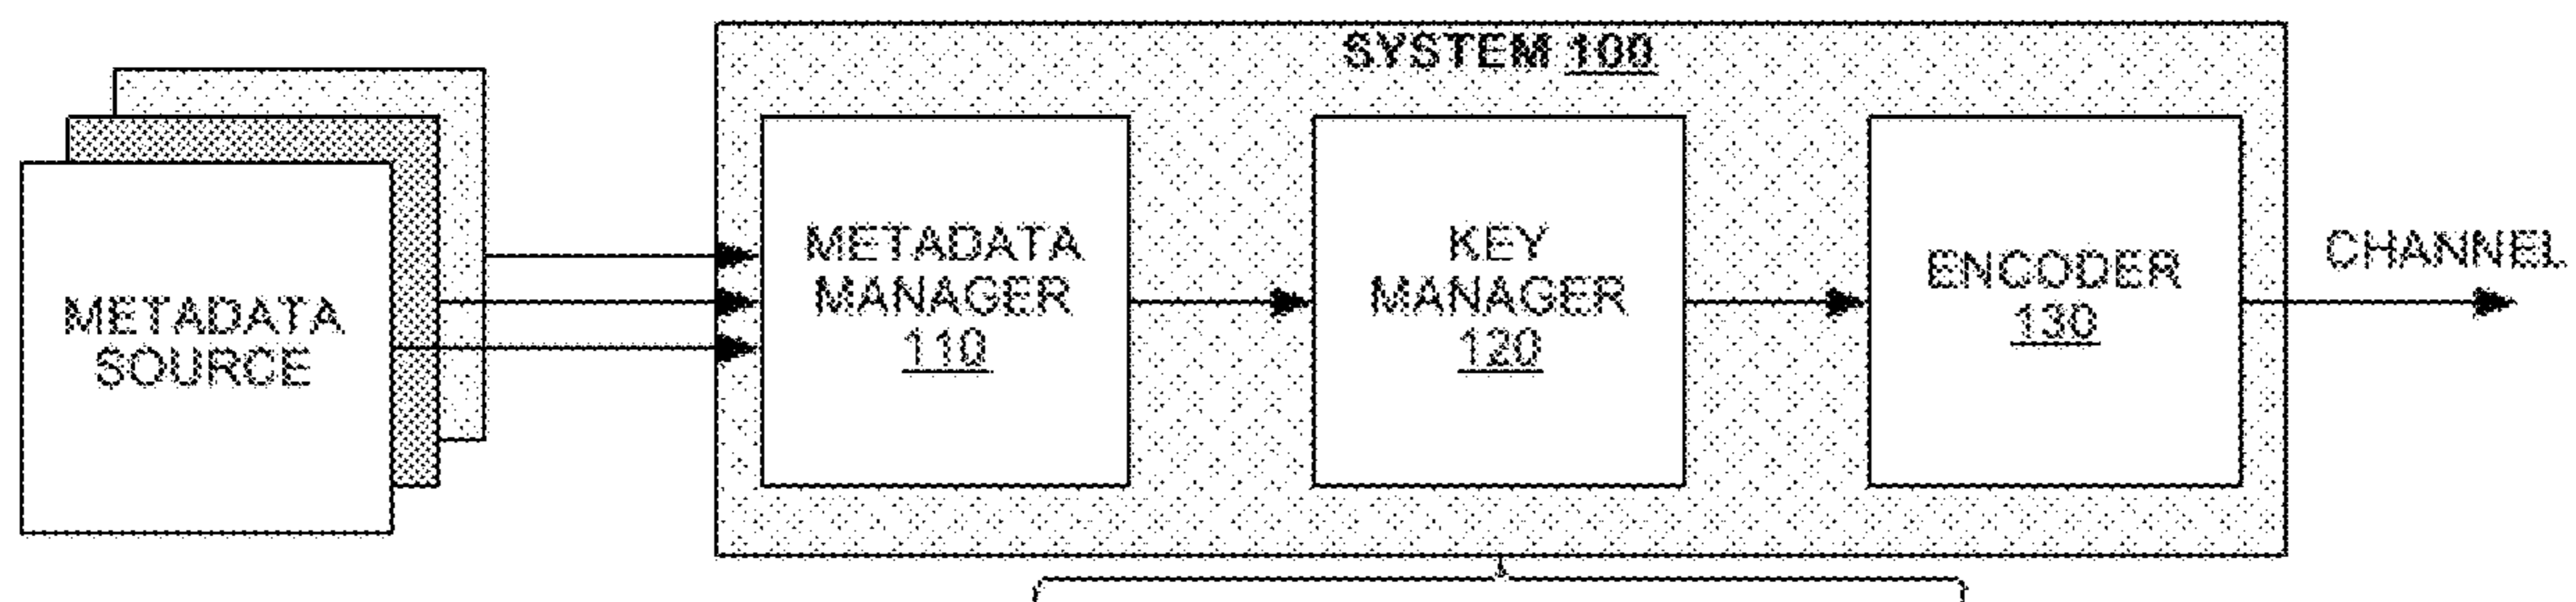 SYSTEM 100
METADATA
SOURCE
METADATA
MANAGER
110
KEY
MANAGER
120
ENCODER
130
CHANNEL